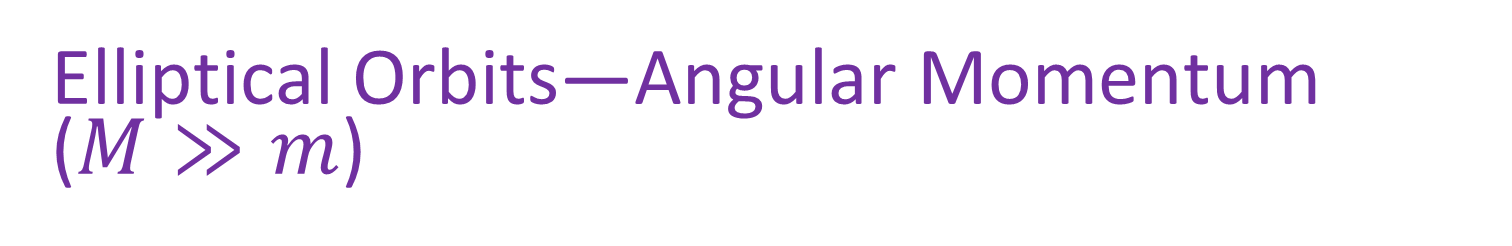 Elliptical Orbits—Angular Momentum
(𝑀 ≫ 𝑚)